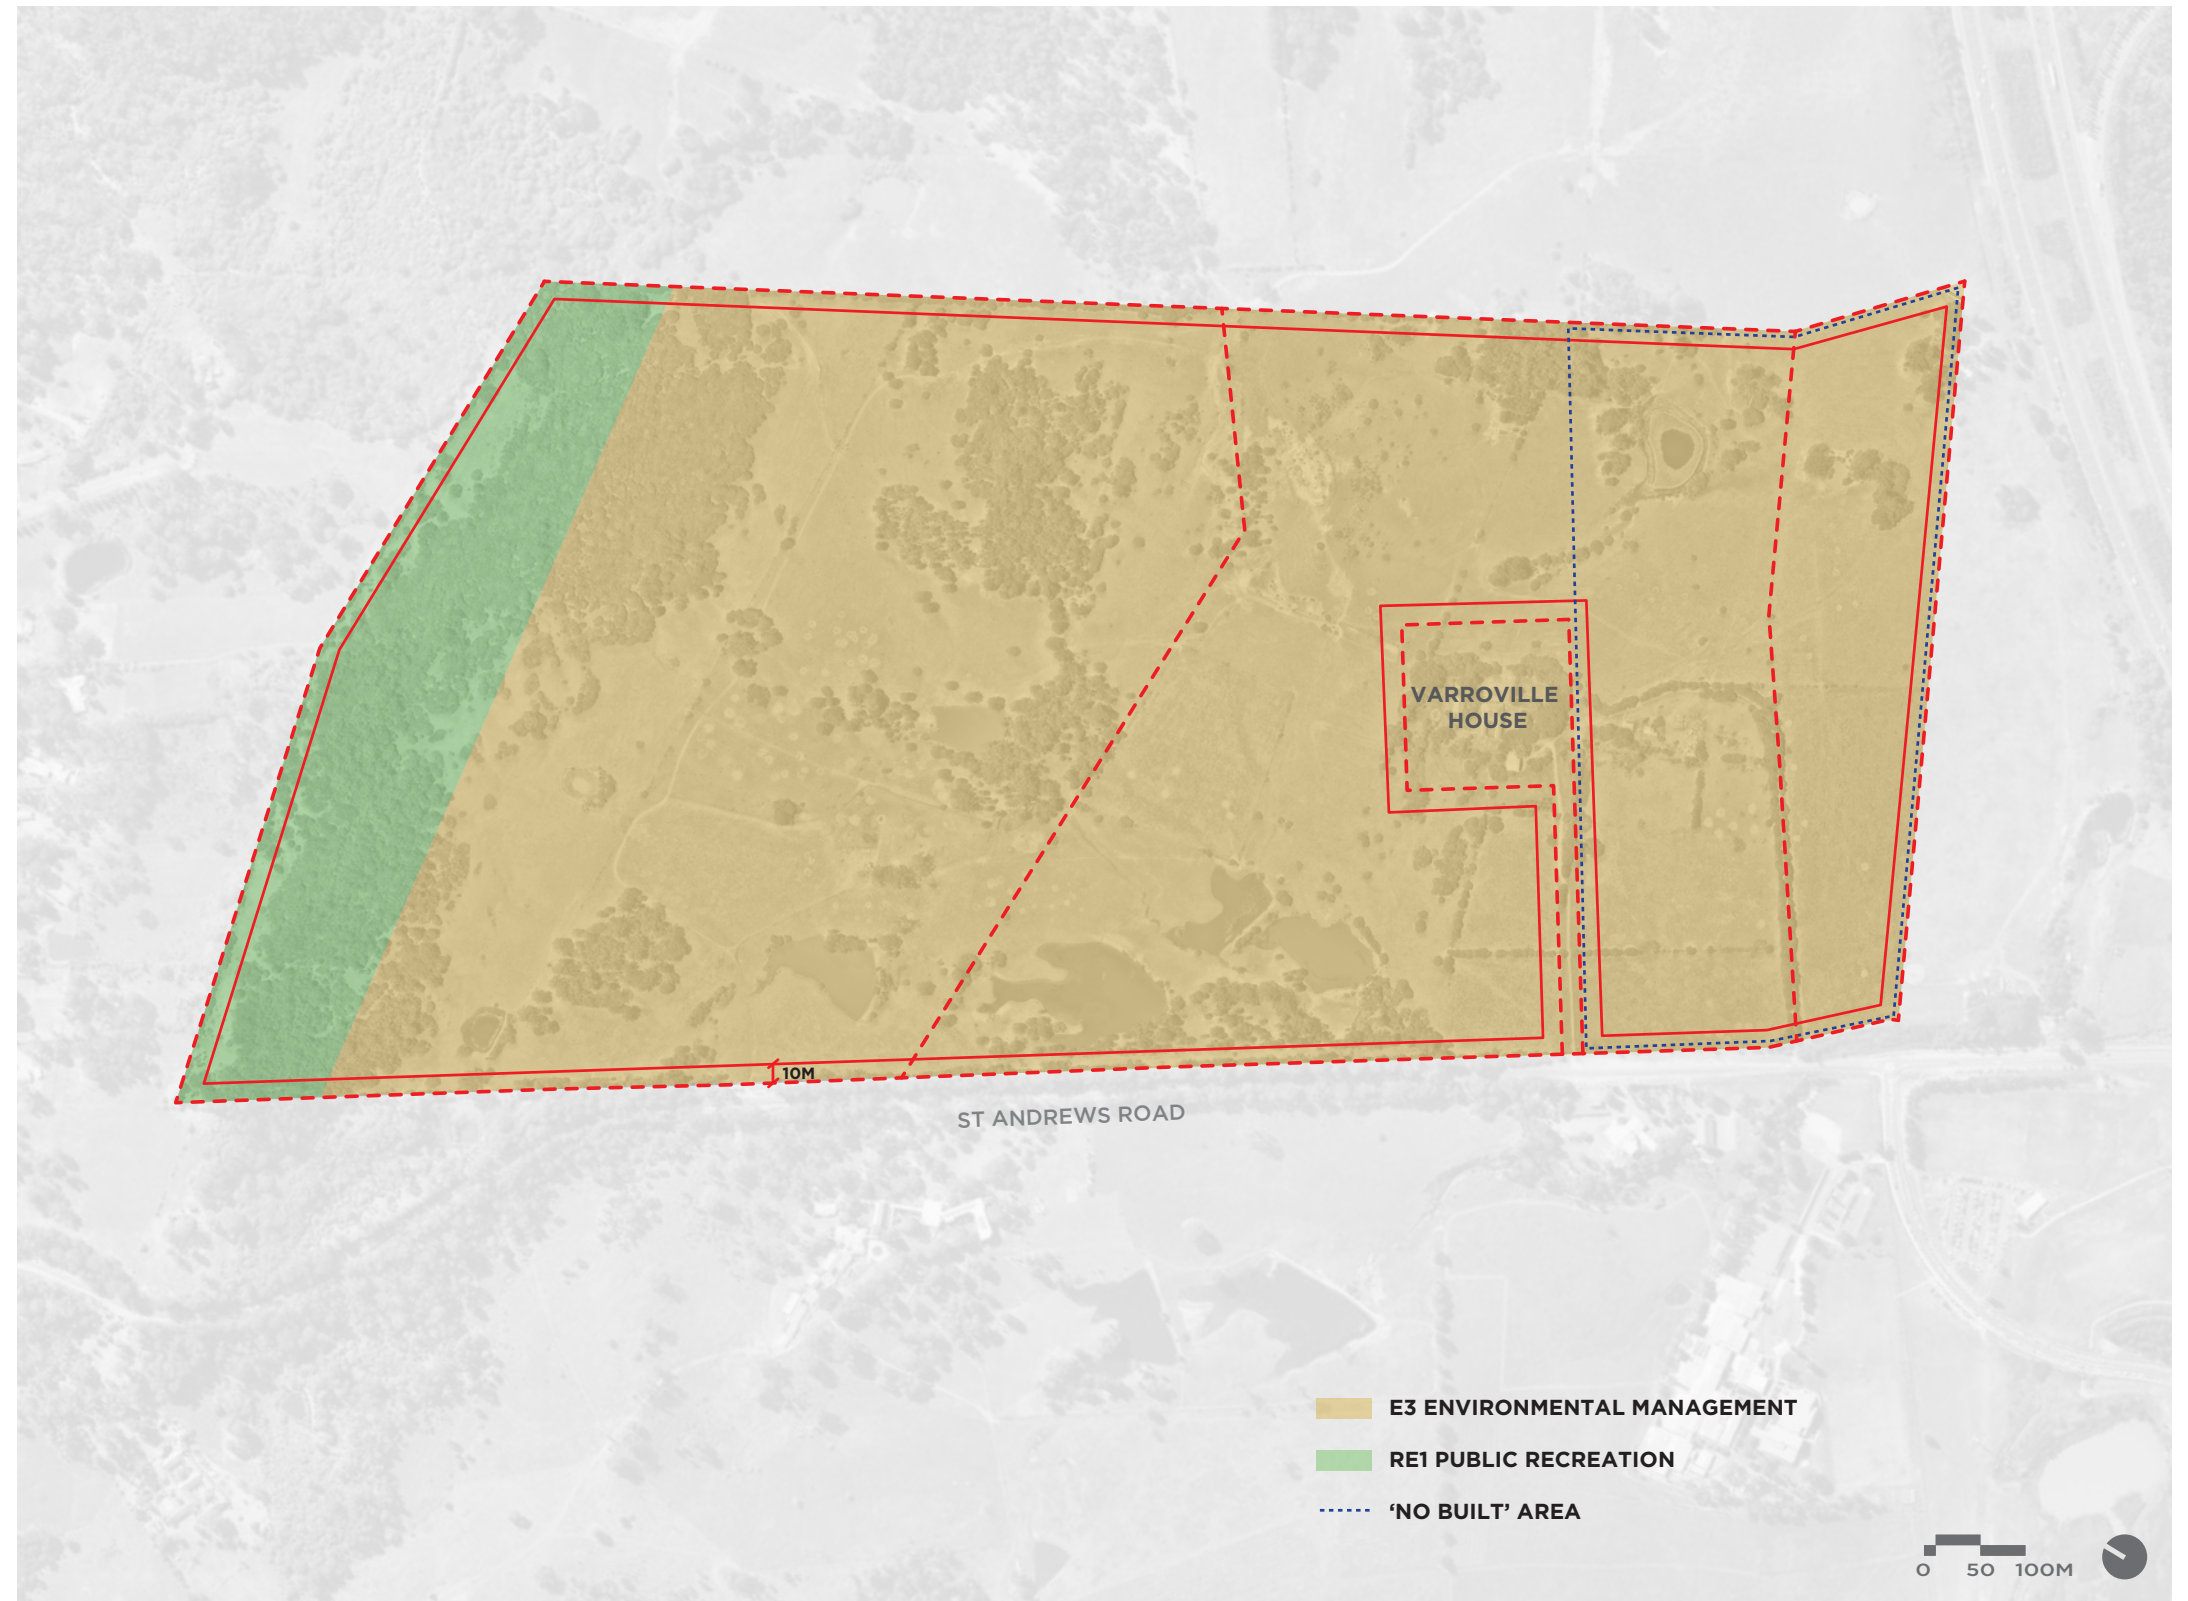 VARROVILLE
HOUSE
10M
ST ANDREWS ROAD
E3 ENVIRONMENTAL MANAGEMENT
RE1 PUBLIC RECREATION
‘NO BUILT’ AREA
0 50 100M